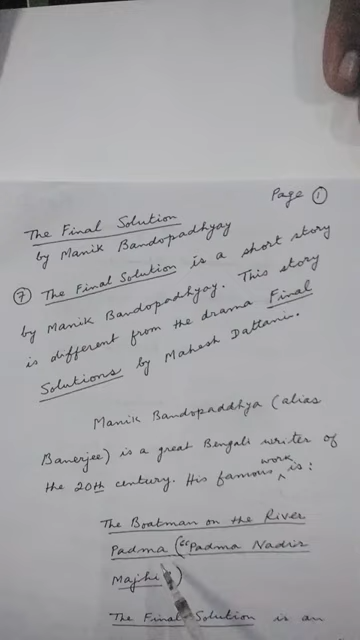 Page 1
The Final Solution
by Manik Bandopadhyay
7 The Final Solution is a short story
by Manik Bandopadhyay. This story
is different from the drama Final
Solutions by Mahesh Dattani.
Manik Bandopaddhya (alias
Banerjee) is a great Bengali writer of
the 20th century. His famous work is:
The Boatman on the River
Padma ("Padma Nadir
Majhi")
The Final Solution is an